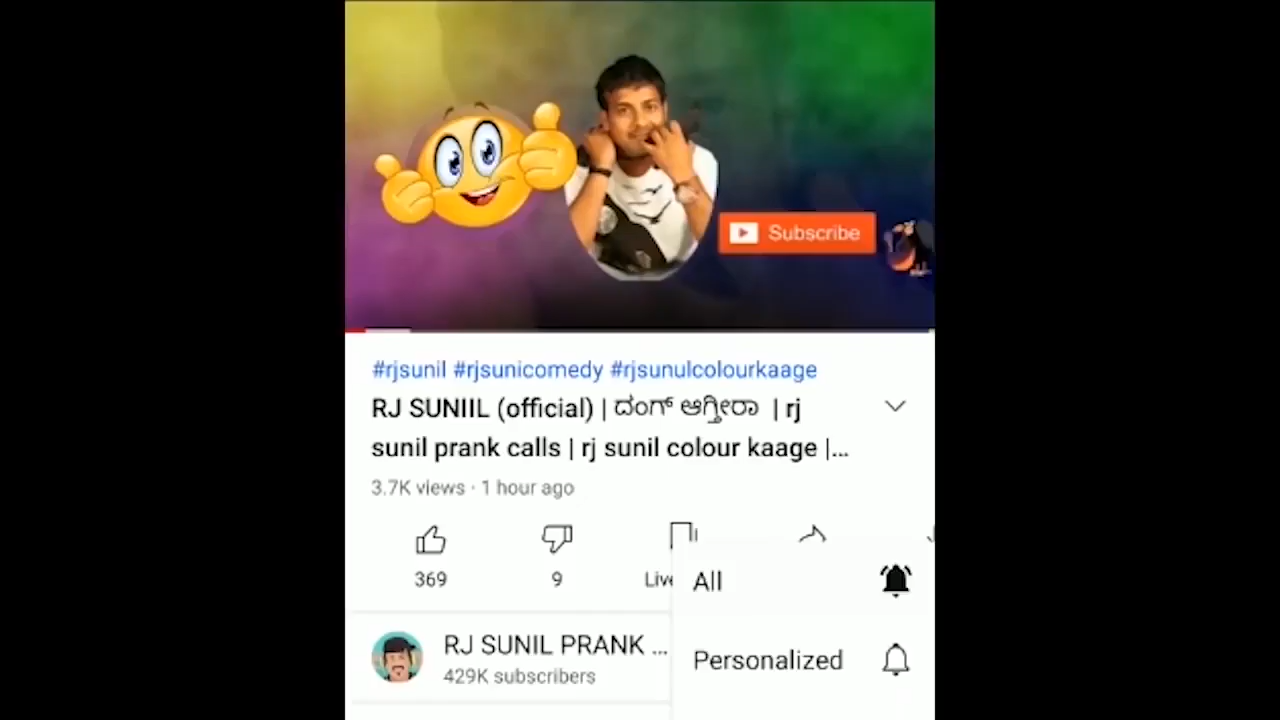 Subscribe
#rjsunil #rjsunicomedy #rjsunulcolourkaage
RJ SUNIIL (official) | ದಂಗ್ ಆಗ್ತೀರಾ | rj
sunil prank calls | rj sunil colour kaage |...
3.7K views · 1 hour ago
369
9
Live
All
RJ SUNIL PRANK ...
429K subscribers
Personalized